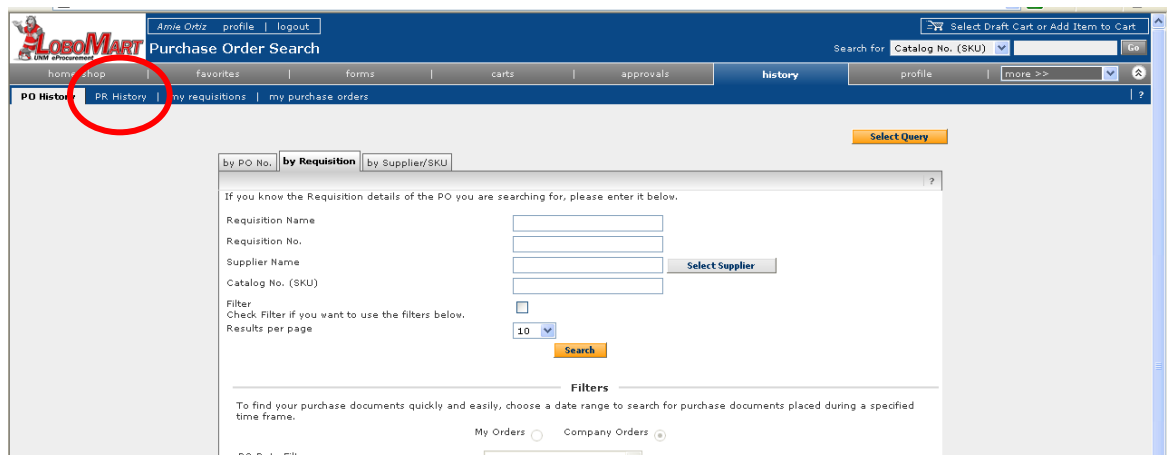 Amie Ortiz profile | logout
Select Draft Cart or Add Item to Cart
LOBOMART
UNM eProcurement
Purchase Order Search
Search for Catalog No. (SKU) Go
home/shop | favorites | forms | carts | approvals history profile | more >>
PO History PR History | my requisitions | my purchase orders | ?
Select Query
by PO No. by Requisition by Supplier/SKU
?
If you know the Requisition details of the PO you are searching for, please enter it below.
Requisition Name
Requisition No.
Supplier Name Select Supplier
Catalog No. (SKU)
Filter
Check Filter if you want to use the filters below.
Results per page 10
Search
Filters
To find your purchase documents quickly and easily, choose a date range to search for purchase documents placed during a specified
time frame.
My Orders Company Orders